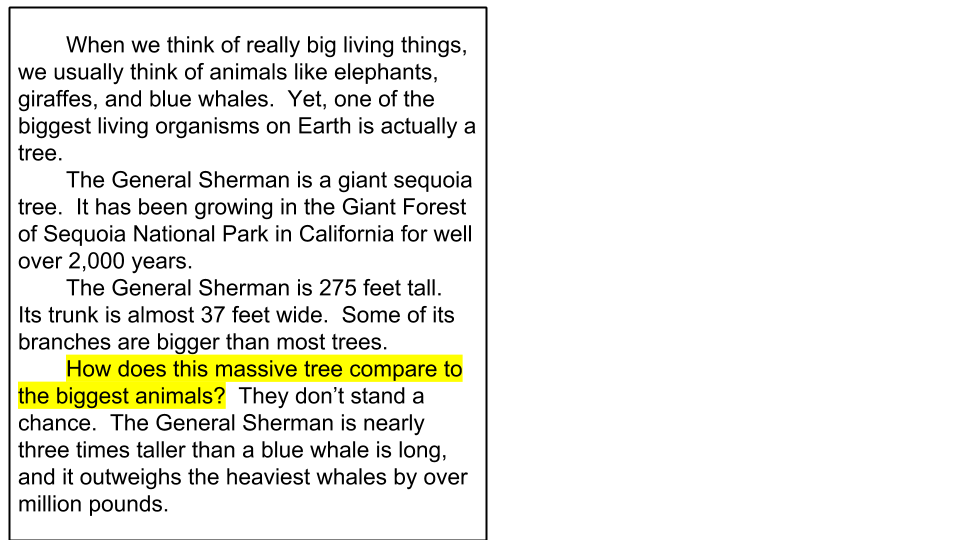 When we think of really big living things,
we usually think of animals like elephants,
giraffes, and blue whales.  Yet, one of the
biggest living organisms on Earth is actually a
tree.
The General Sherman is a giant sequoia
tree.  It has been growing in the Giant Forest
of Sequoia National Park in California for well
over 2,000 years.
The General Sherman is 275 feet tall.
Its trunk is almost 37 feet wide.  Some of its
branches are bigger than most trees.
How does this massive tree compare to
the biggest animals?  They don’t stand a
chance.  The General Sherman is nearly
three times taller than a blue whale is long,
and it outweighs the heaviest whales by over
million pounds.